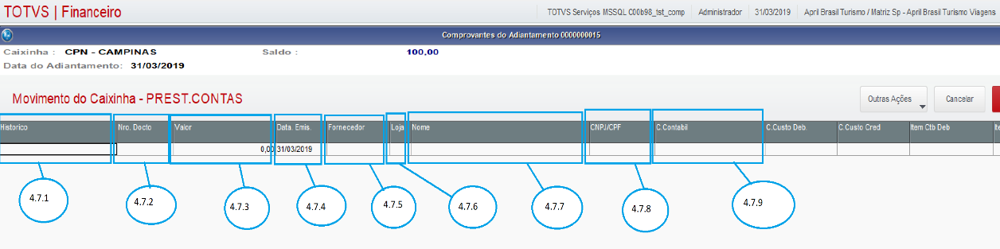 TOTVS | Financeiro
TOTVS Serviços MSSQL C00b98_tst_comp Administrador 31/03/2019 April Brasil Turismo / Matriz Sp - April Brasil Turismo Viagens
Comprovantes do Adiantamento 0000000015
Caixinha : CPN - CAMPINAS Saldo : 100,00
Data do Adiantamento: 31/03/2019
Movimento do Caixinha - PREST.CONTAS
Outras Ações Cancelar
Historico Nro. Docto Valor Data. Emis. Fornecedor Loja Nome CNPJ/CPF C.Contabil C.Custo Deb. C.Custo Cred Item Ctb Deb
0,00 31/03/2019
4.7.1 4.7.2 4.7.3 4.7.4 4.7.5 4.7.6 4.7.7 4.7.8 4.7.9